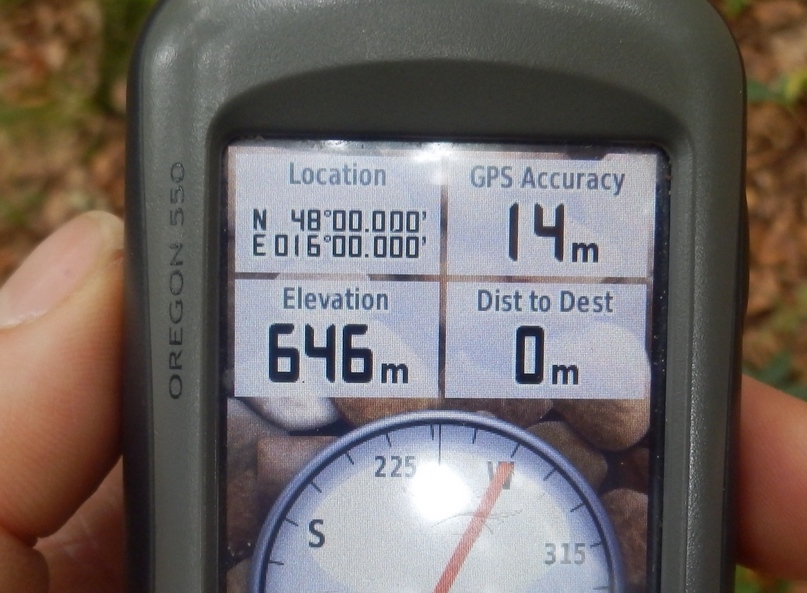 OREGON 550
Location
N 48°00.000'
E 016°00.000'
GPS Accuracy
14m
Elevation
646m
Dist to Dest
0m
225
W
S
315